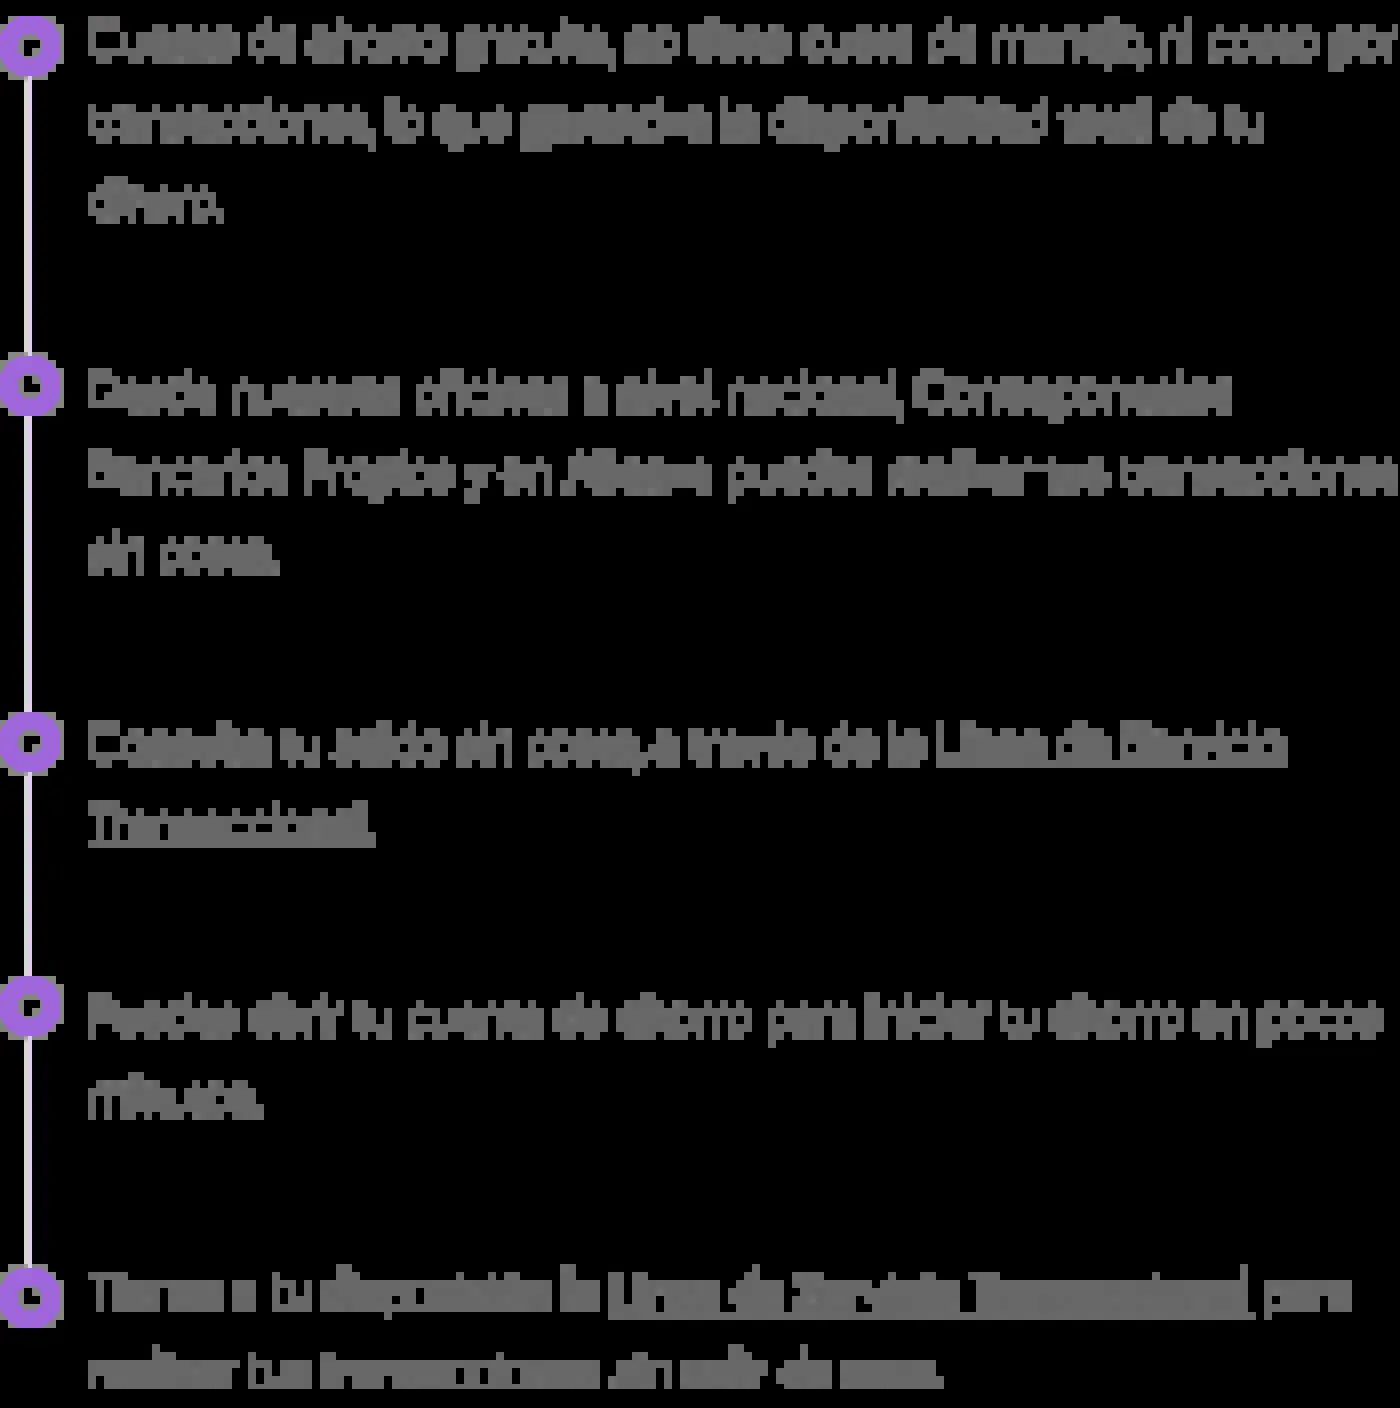 Cuenta de ahorro gratuita, no tiene cuota de manejo, ni costo por
transacciones, lo que garantiza la disponibilidad total de tu
dinero.
Desde nuestras oficinas a nivel nacional, Corresponsales
Bancarios Propios y en Aliados puedes realizar tus transacciones
sin costo.
Consulta tu saldo sin costo, a través de la Línea de Servicio
Transaccional.
Puedes abrir tu cuenta de ahorro para iniciar tu ahorro en pocos
minutos.
Tienes a tu disposición la Línea de Servicio Transaccional, para
realizar tus transacciones sin salir de casa.